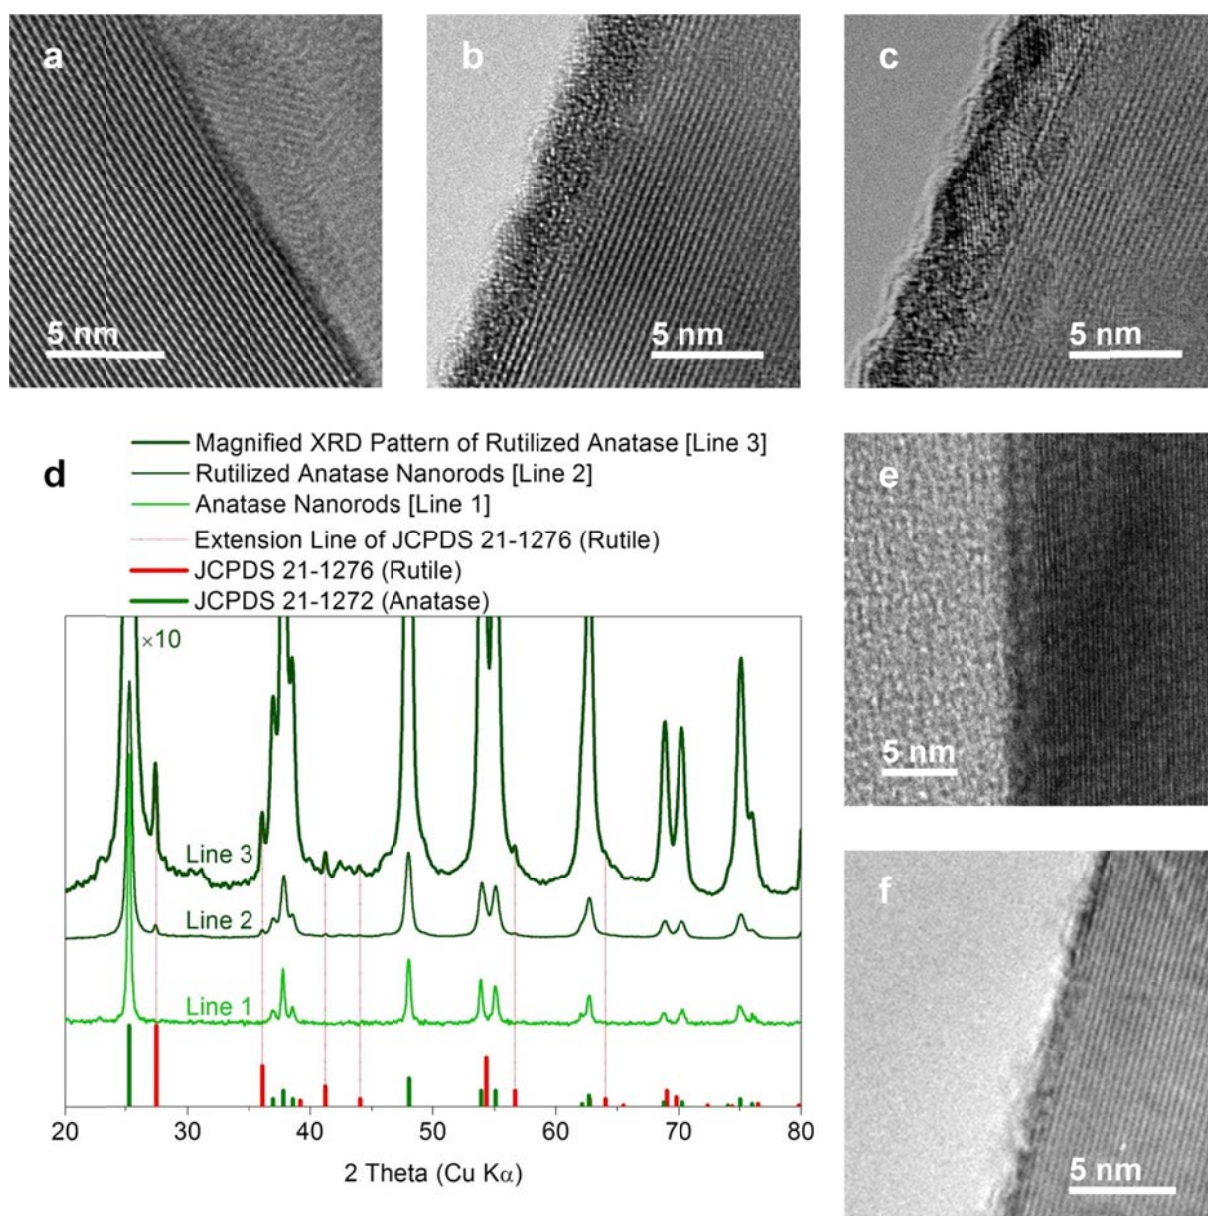 a
5 nm
b
5 nm
c
5 nm
d
Magnified XRD Pattern of Rutilized Anatase [Line 3]
Rutilized Anatase Nanorods [Line 2]
Anatase Nanorods [Line 1]
Extension Line of JCPDS 21-1276 (Rutile)
JCPDS 21-1276 (Rutile)
JCPDS 21-1272 (Anatase)
×10
Line 3
Line 2
Line 1
20 30 40 50 60 70 80
2 Theta (Cu Kα)
e
5 nm
f
5 nm